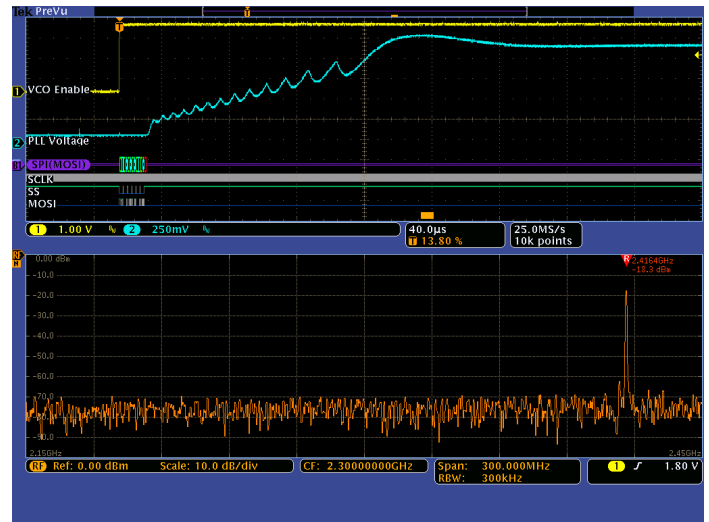 Tek PreVu
T
T
1 VCO Enable
2 PLL Voltage
B1 SPI(MOSI)
SCLK
SS
MOSI
1 1.00 V 2 250mV
40.0µs
T 13.80 %
25.0MS/s
10k points
RF
N
0.00 dBm
R 2.4164GHz
-18.3 dBm
-10.0
-20.0
-30.0
-40.0
-50.0
-60.0
-70.0
-90.0
2.15GHz
2.45GHz
RF Ref: 0.00 dBm Scale: 10.0 dB/div
CF: 2.30000000GHz
Span: 300.000MHz
RBW: 300kHz
1 1.80 V